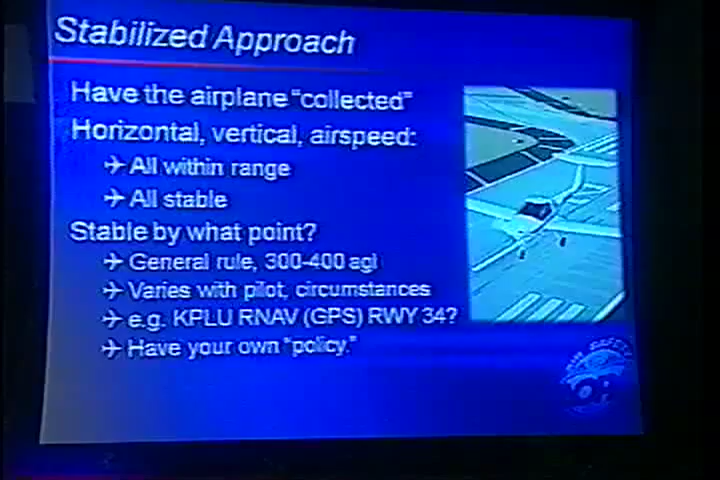 Stabilized Approach
Have the airplane "collected"
Horizontal, vertical, airspeed:
All within range
All stable
Stable by what point?
General rule, 300-400 agl
Varies with pilot, circumstances
e.g. KPLU RNAV (GPS) RWY 34?
Have your own "policy."